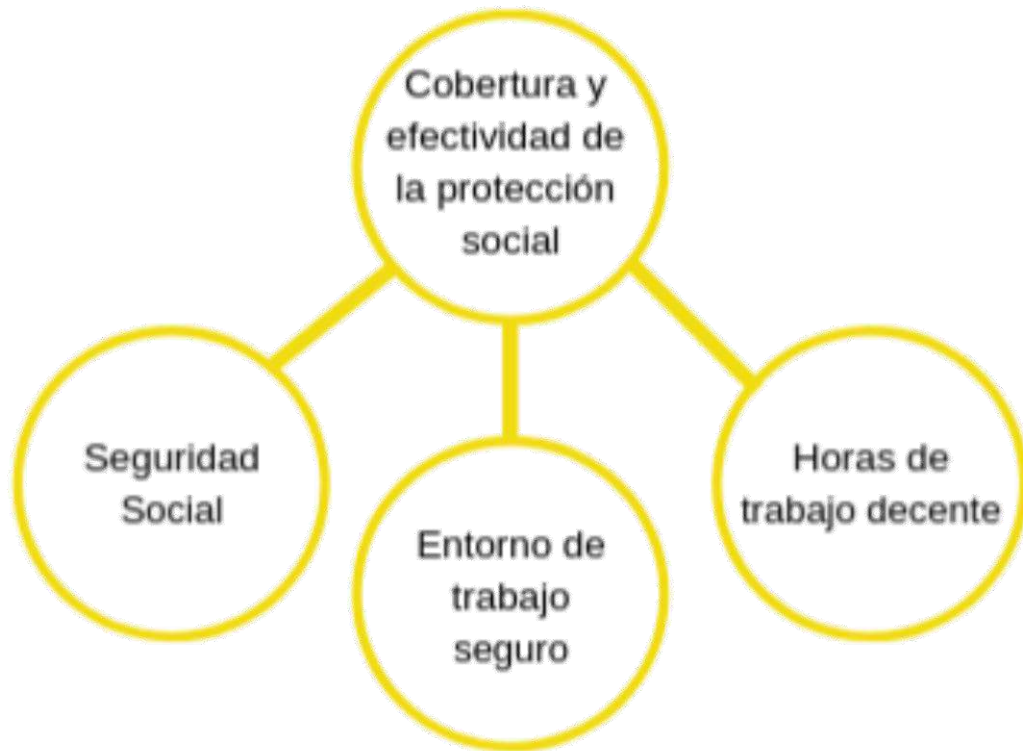 Cobertura y
efectividad de
la protección
social
Seguridad
Social
Entorno de
trabajo
seguro
Horas de
trabajo decente